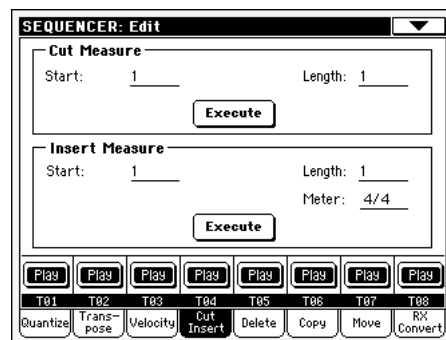 SEQUENCER: Edit
Cut Measure
Start: 1 Length: 1
Execute
Insert Measure
Start: 1 Length: 1
Meter: 4/4
Execute
Play Play Play Play Play Play Play Play
T01 T02 T03 T04 T05 T06 T07 T08
Quantize Trans-pose Velocity Cut Insert Delete Copy Move RX Convert